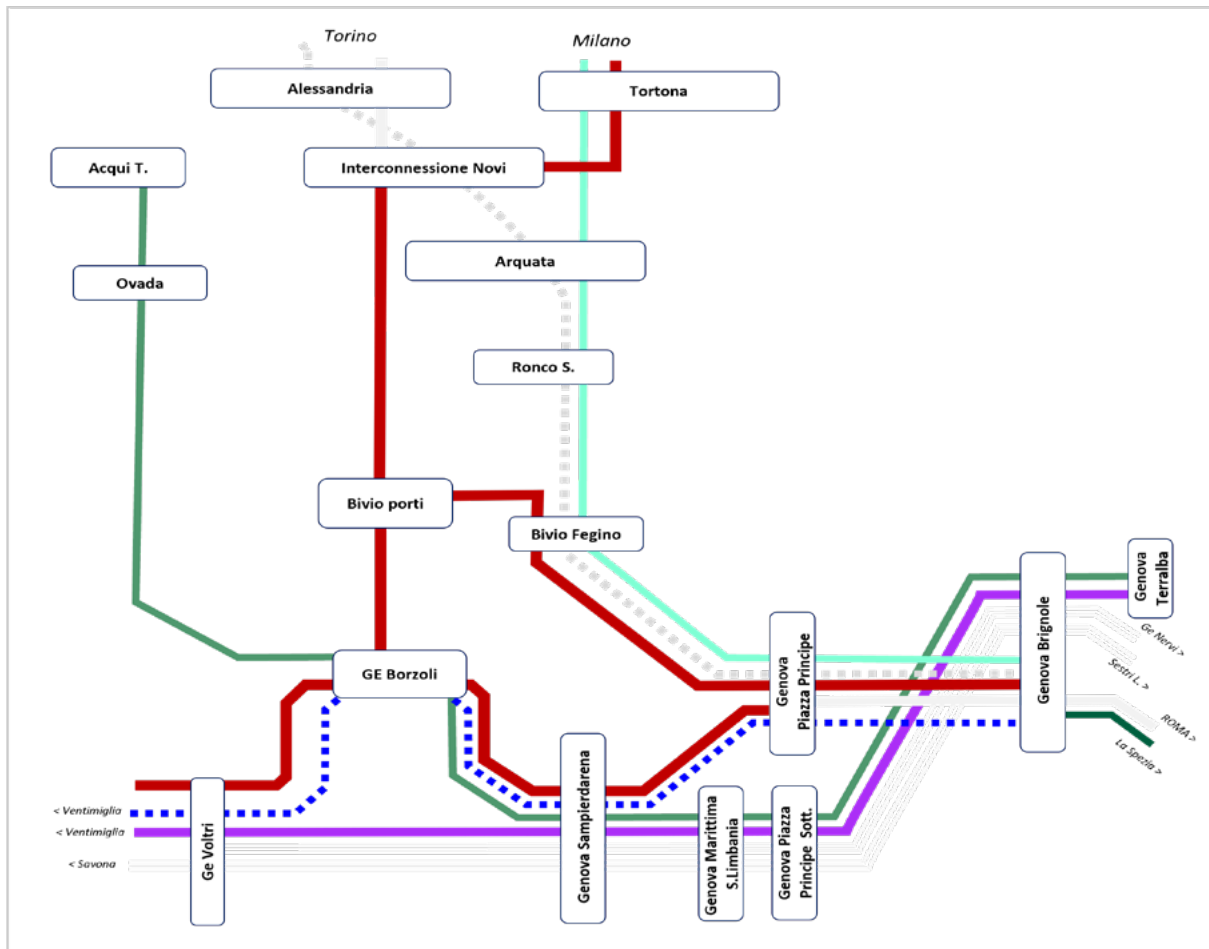 Torino
Milano
Alessandria
Tortona
Acqui T.
Interconnessione Novi
Arquata
Ovada
Ronco S.
Bivio porti
Bivio Fegino
Genova
Terralba
Ge Nervi >
Sestri L. >
GE Borzoli
Genova
Piazza Principe
Genova Brignole
ROMA >
La Spezia >
< Ventimiglia
< Ventimiglia
< Savona
Ge Voltri
Genova Sampierdarena
Genova Marittima
S.Limbania
Genova Piazza
Principe Sott.